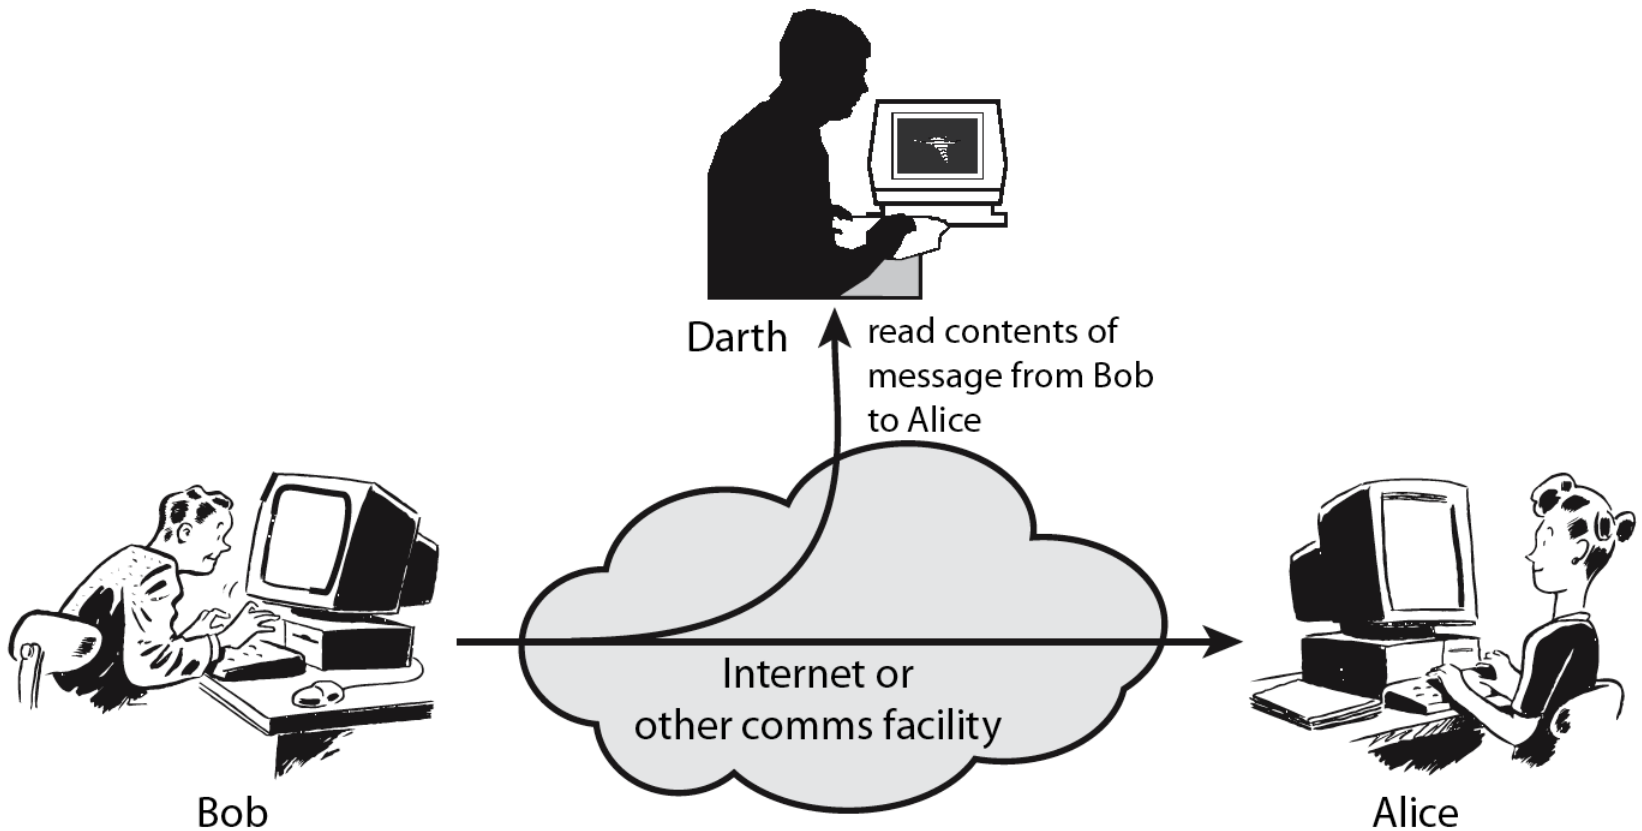 Darth
read contents of
message from Bob
to Alice
Internet or
other comms facility
Bob
Alice